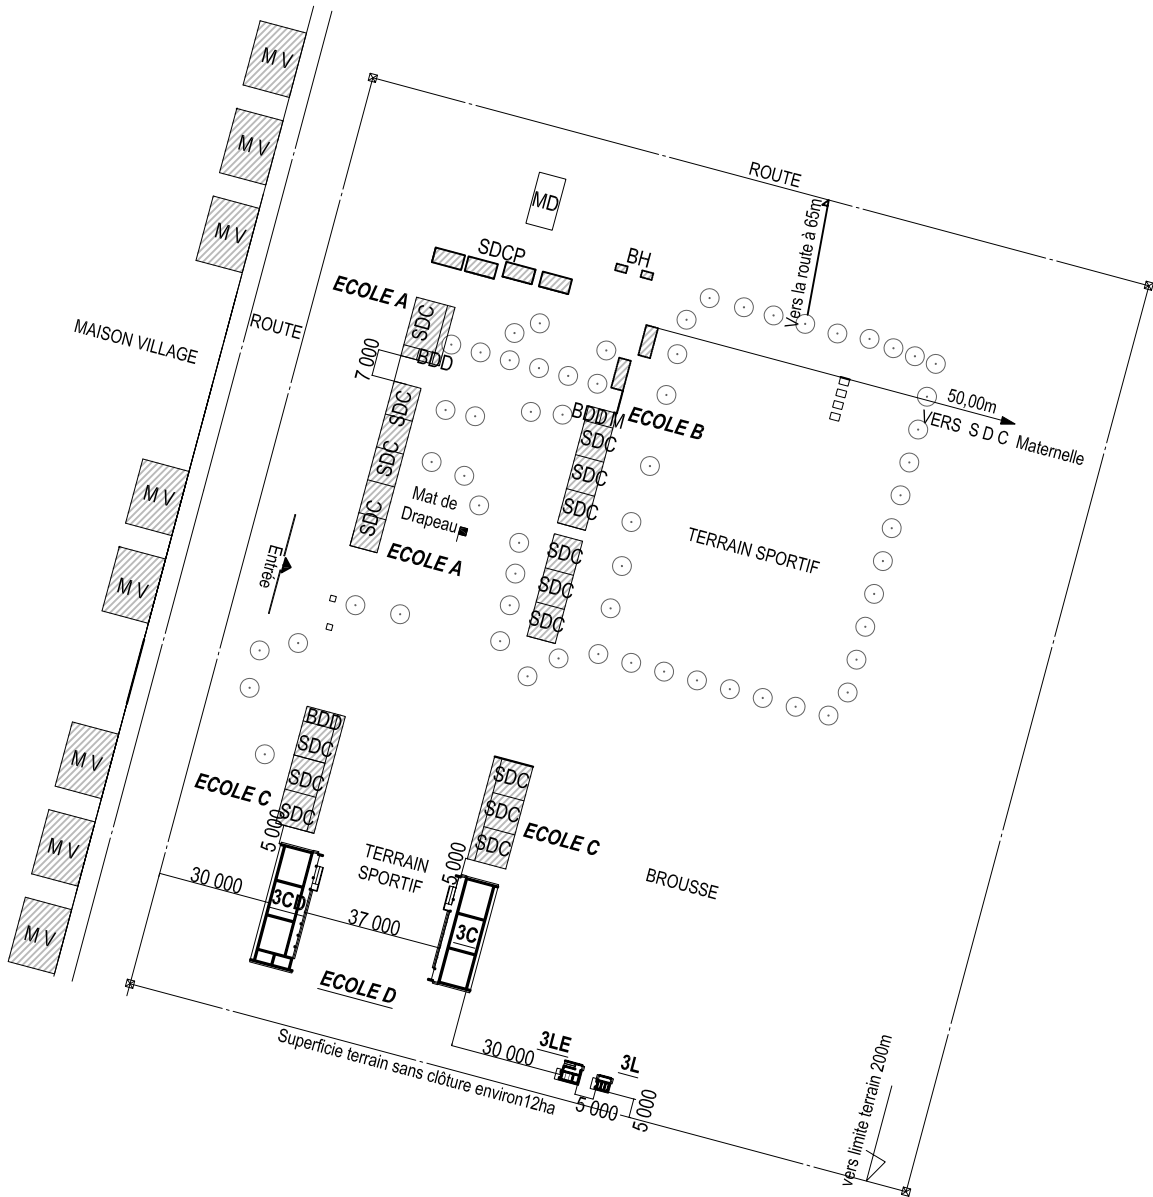 M V
M V
M V
ROUTE
MD
Vers la route à 65m
SDCP
BH
ECOLE A
SDC
MAISON VILLAGE
ROUTE
BDD
7 000
SDC
SDC
SDC
BDD M
ECOLE B
SDC
SDC
SDC
50,00m
VERS S D C Maternelle
Mat de
Drapeau
ECOLE A
M V
M V
Entrée
TERRAIN SPORTIF
SDC
SDC
SDC
BDD
SDC
SDC
SDC
ECOLE C
5 000
SDC
SDC
SDC
ECOLE C
5 000
M V
M V
M V
TERRAIN
SPORTIF
BROUSSE
30 000
3CD
37 000
3C
ECOLE D
Superficie terrain sans clôture environ12ha
30 000
3LE
3L
5 000
5 000
vers limite terrain 200m